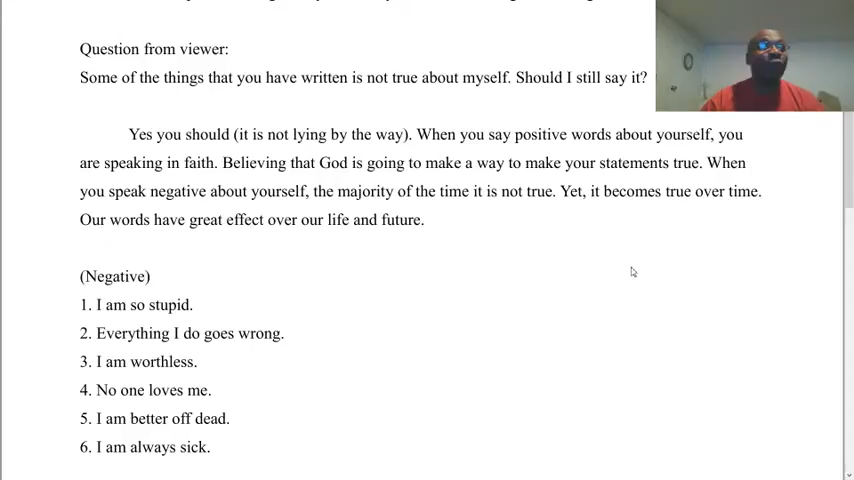 Question from viewer:
Some of the things that you have written is not true about myself. Should I still say it?
Yes you should (it is not lying by the way). When you say positive words about yourself, you
are speaking in faith. Believing that God is going to make a way to make your statements true. When
you speak negative about yourself, the majority of the time it is not true. Yet, it becomes true over time.
Our words have great effect over our life and future.
(Negative)
1. I am so stupid.
2. Everything I do goes wrong.
3. I am worthless.
4. No one loves me.
5. I am better off dead.
6. I am always sick.